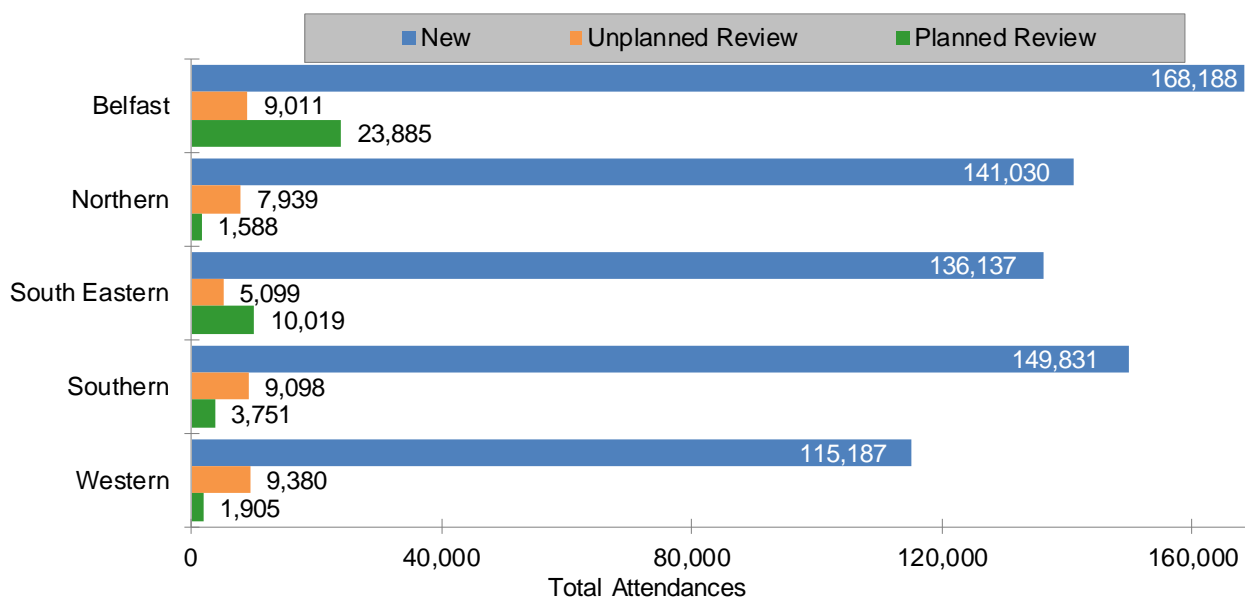 New Unplanned Review Planned Review
168,188
Belfast 9,011
23,885
141,030
Northern 7,939
1,588
136,137
South Eastern 5,099
10,019
149,831
Southern 9,098
3,751
115,187
Western 9,380
1,905
0 40,000 80,000 120,000 160,000
Total Attendances